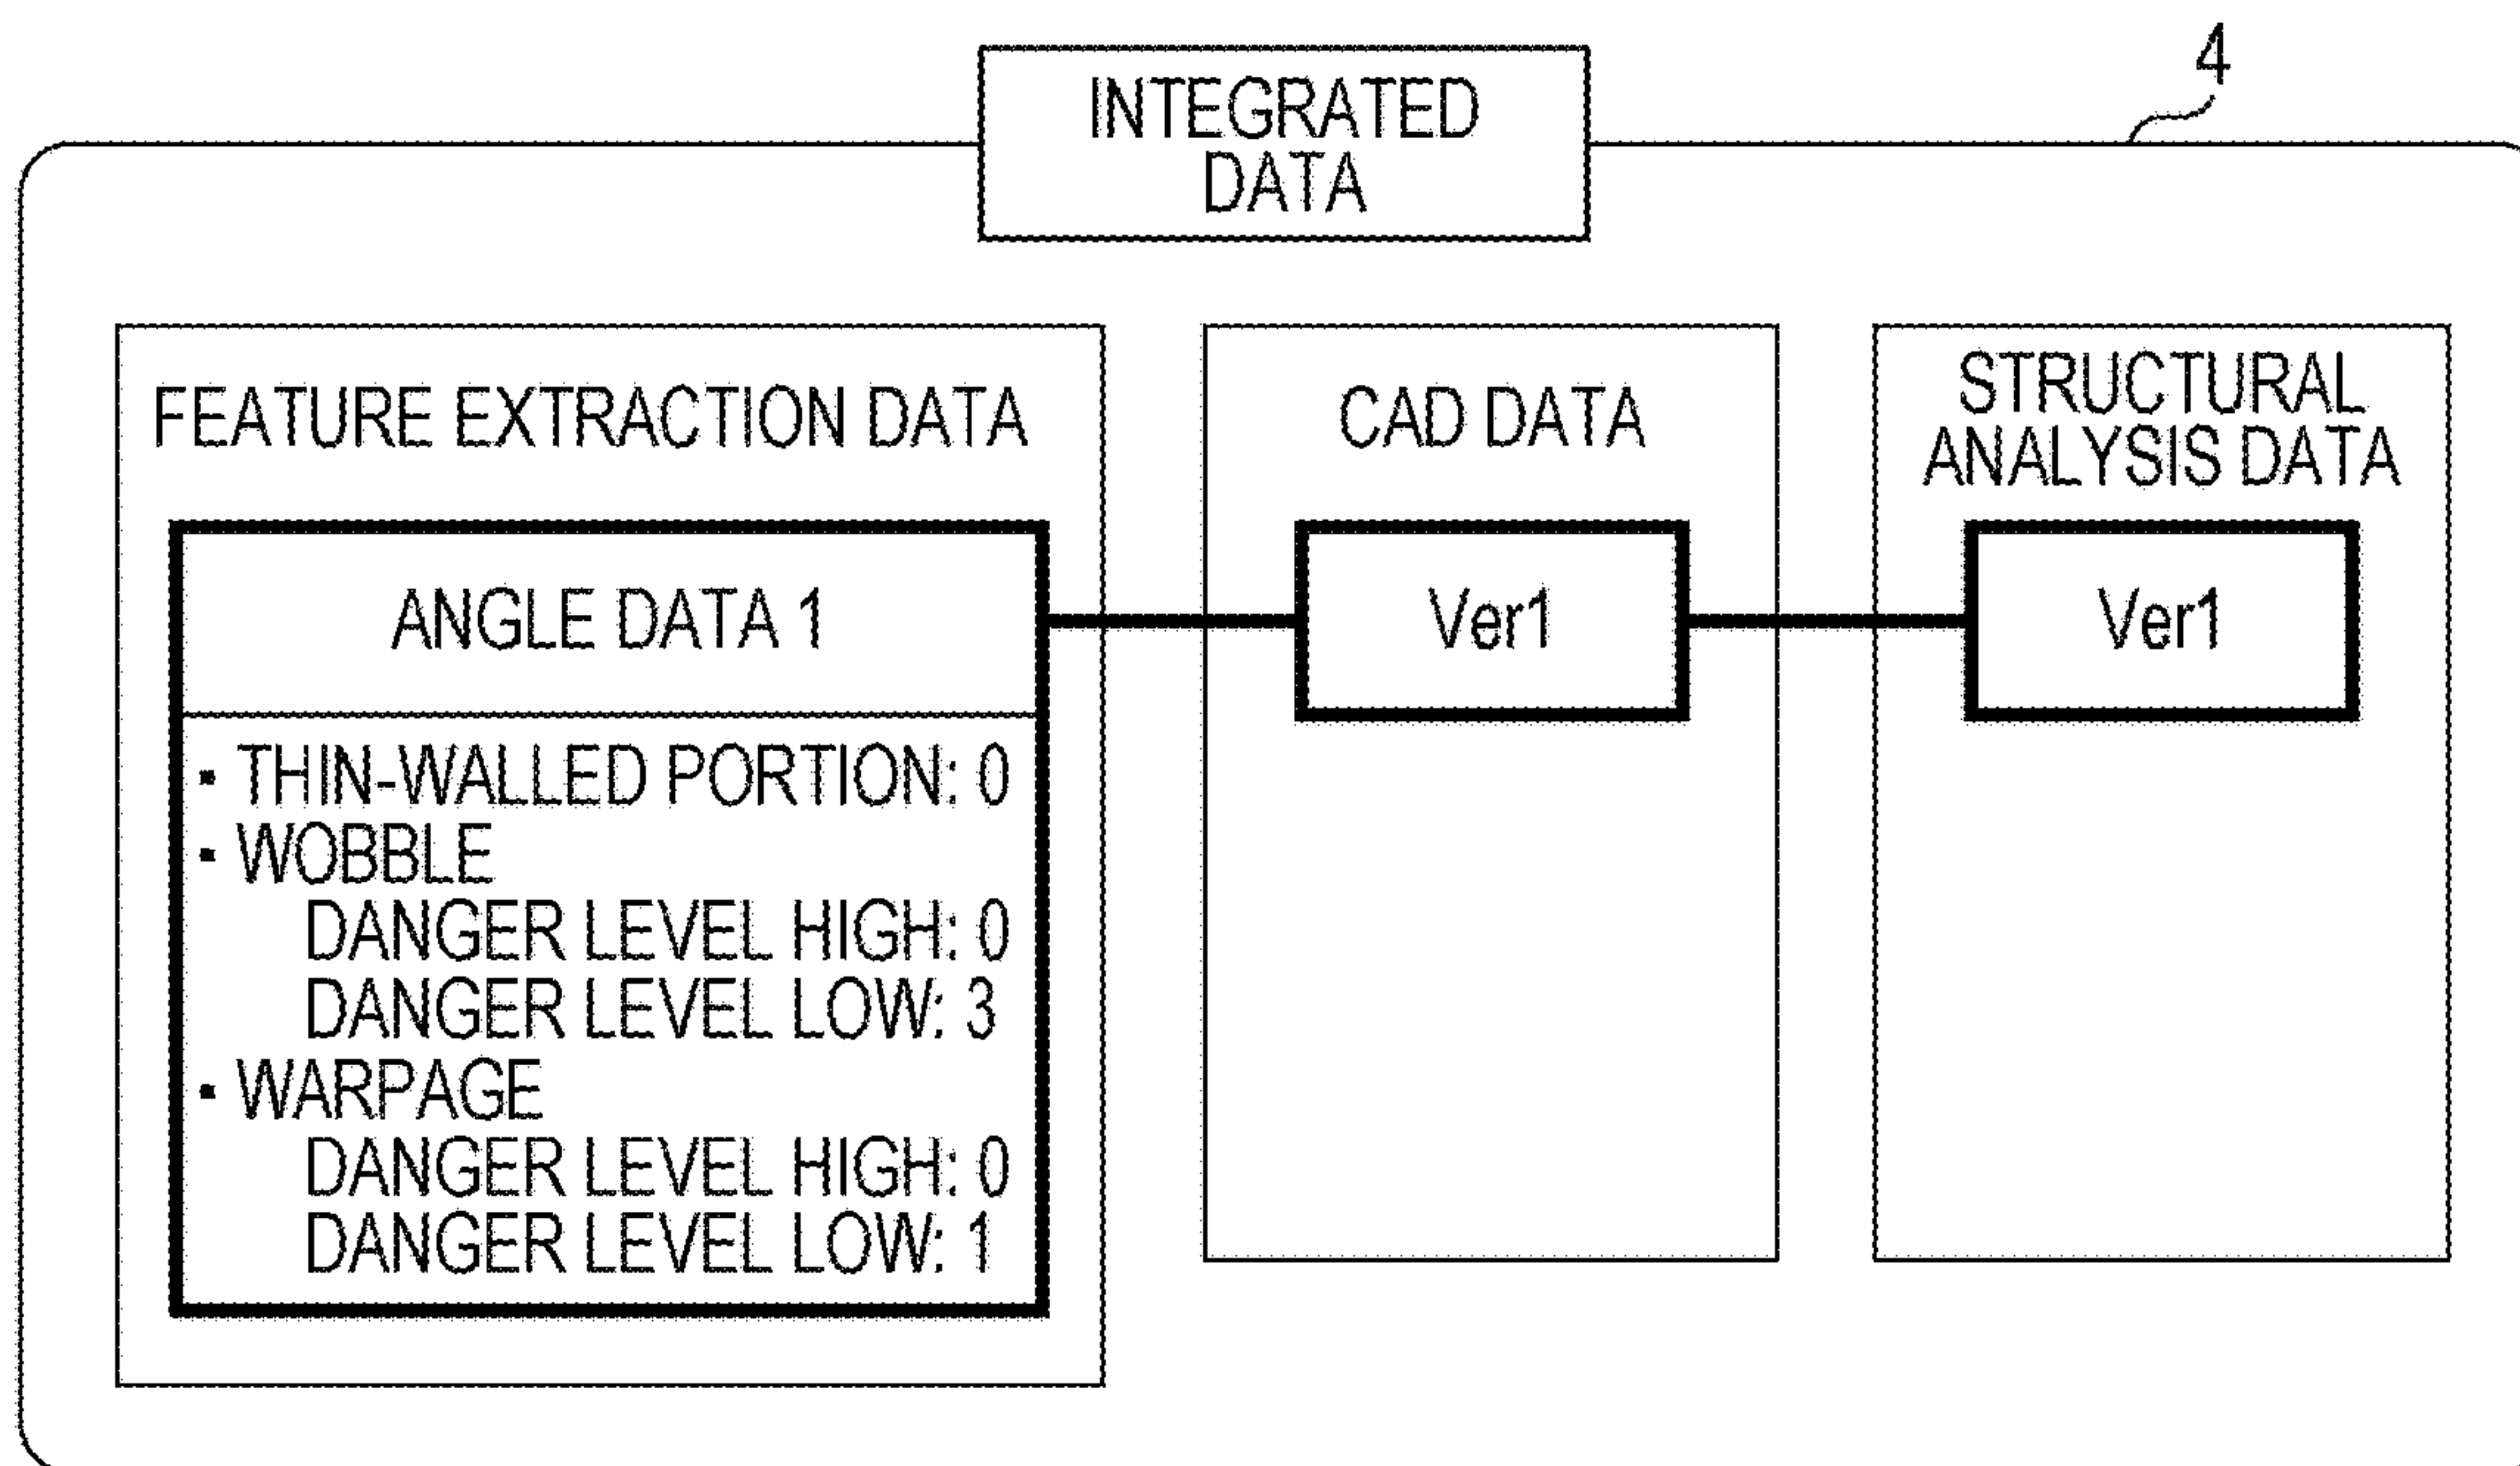 4
INTEGRATED
DATA
FEATURE EXTRACTION DATA
ANGLE DATA 1
▪ THIN-WALLED PORTION: 0
▪ WOBBLE
DANGER LEVEL HIGH: 0
DANGER LEVEL LOW: 3
▪ WARPAGE
DANGER LEVEL HIGH: 0
DANGER LEVEL LOW: 1
CAD DATA
Ver1
STRUCTURAL
ANALYSIS DATA
Ver1